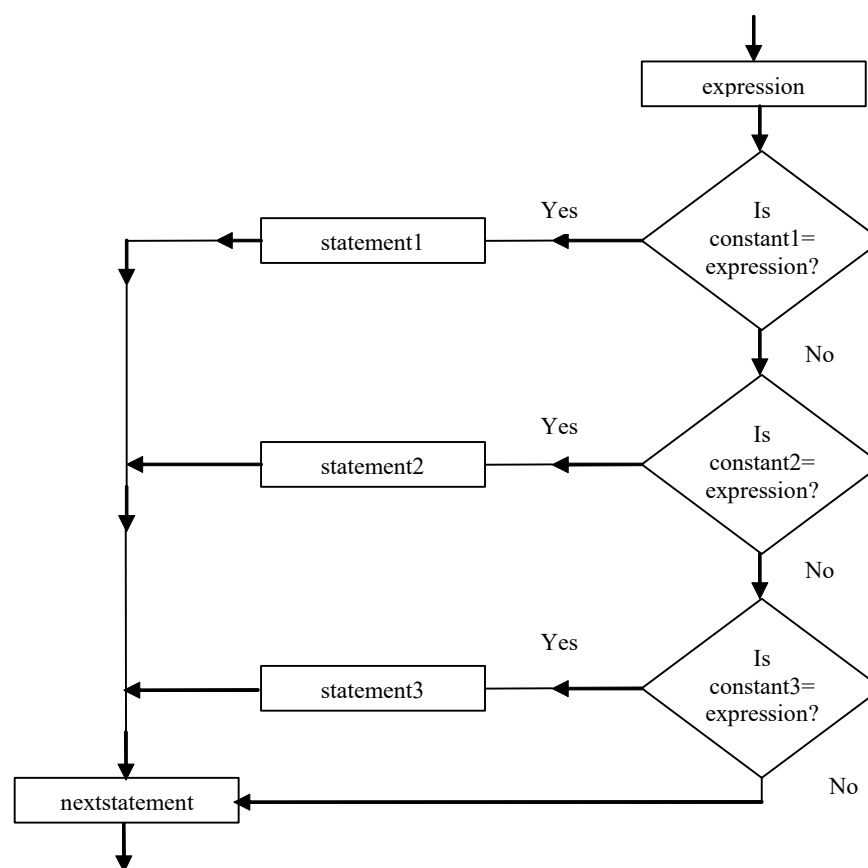 expression
Is
constant1=
expression?
Yes
statement1
No
Is
constant2=
expression?
Yes
statement2
No
Is
constant3=
expression?
Yes
statement3
No
nextstatement